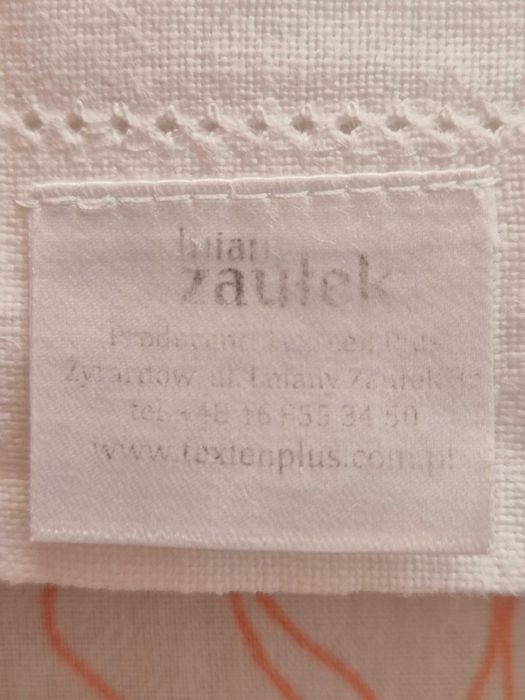 lniany
zaułek
Producent: Texten Plus
Żyrardów, ul. Lniany Zaułek
tel. +48 46 855 34 50
www.textenplus.com.pl